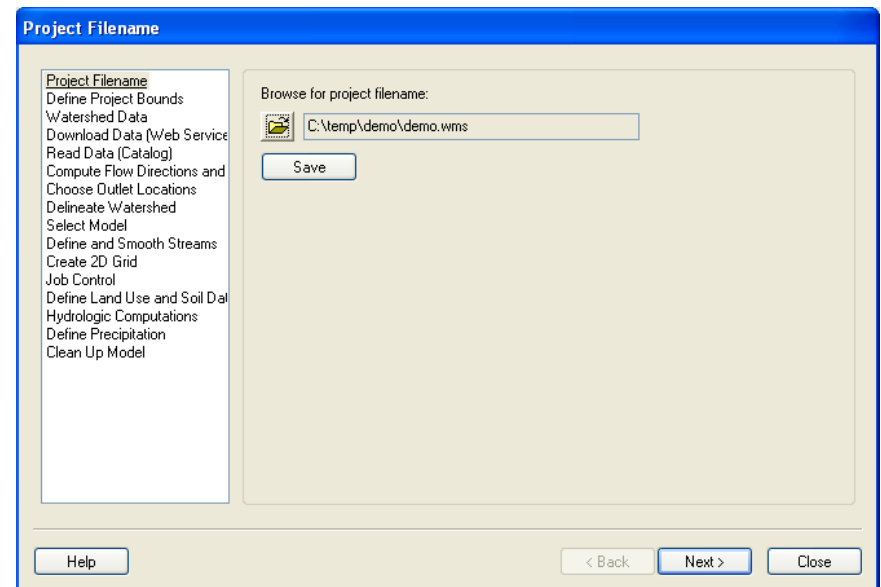 Project Filename
Project Filename
Define Project Bounds
Watershed Data
Download Data (Web Service
Read Data (Catalog)
Compute Flow Directions and
Choose Outlet Locations
Delineate Watershed
Select Model
Define and Smooth Streams
Create 2D Grid
Job Control
Define Land Use and Soil Dat
Hydrologic Computations
Define Precipitation
Clean Up Model
Browse for project filename:
C:\temp\demo\demo.wms
Save
Help
< Back
Next >
Close